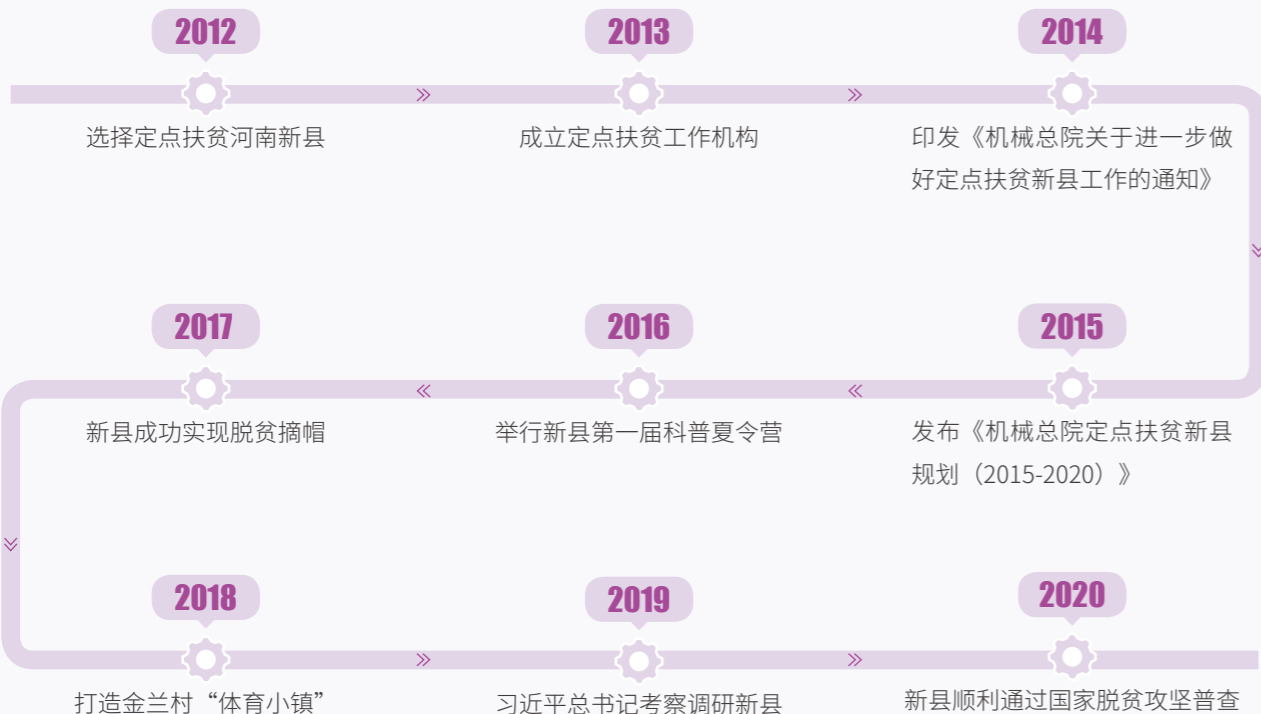 2012
选择定点扶贫河南新县
2013
成立定点扶贫工作机构
2014
印发《机械总院关于进一步做
好定点扶贫新县工作的通知》
2015
发布《机械总院定点扶贫新县
规划（2015-2020）》
2016
举行新县第一届科普夏令营
2017
新县成功实现脱贫摘帽
2018
打造金兰村“体育小镇”
2019
习近平总书记考察调研新县
2020
新县顺利通过国家脱贫攻坚普查